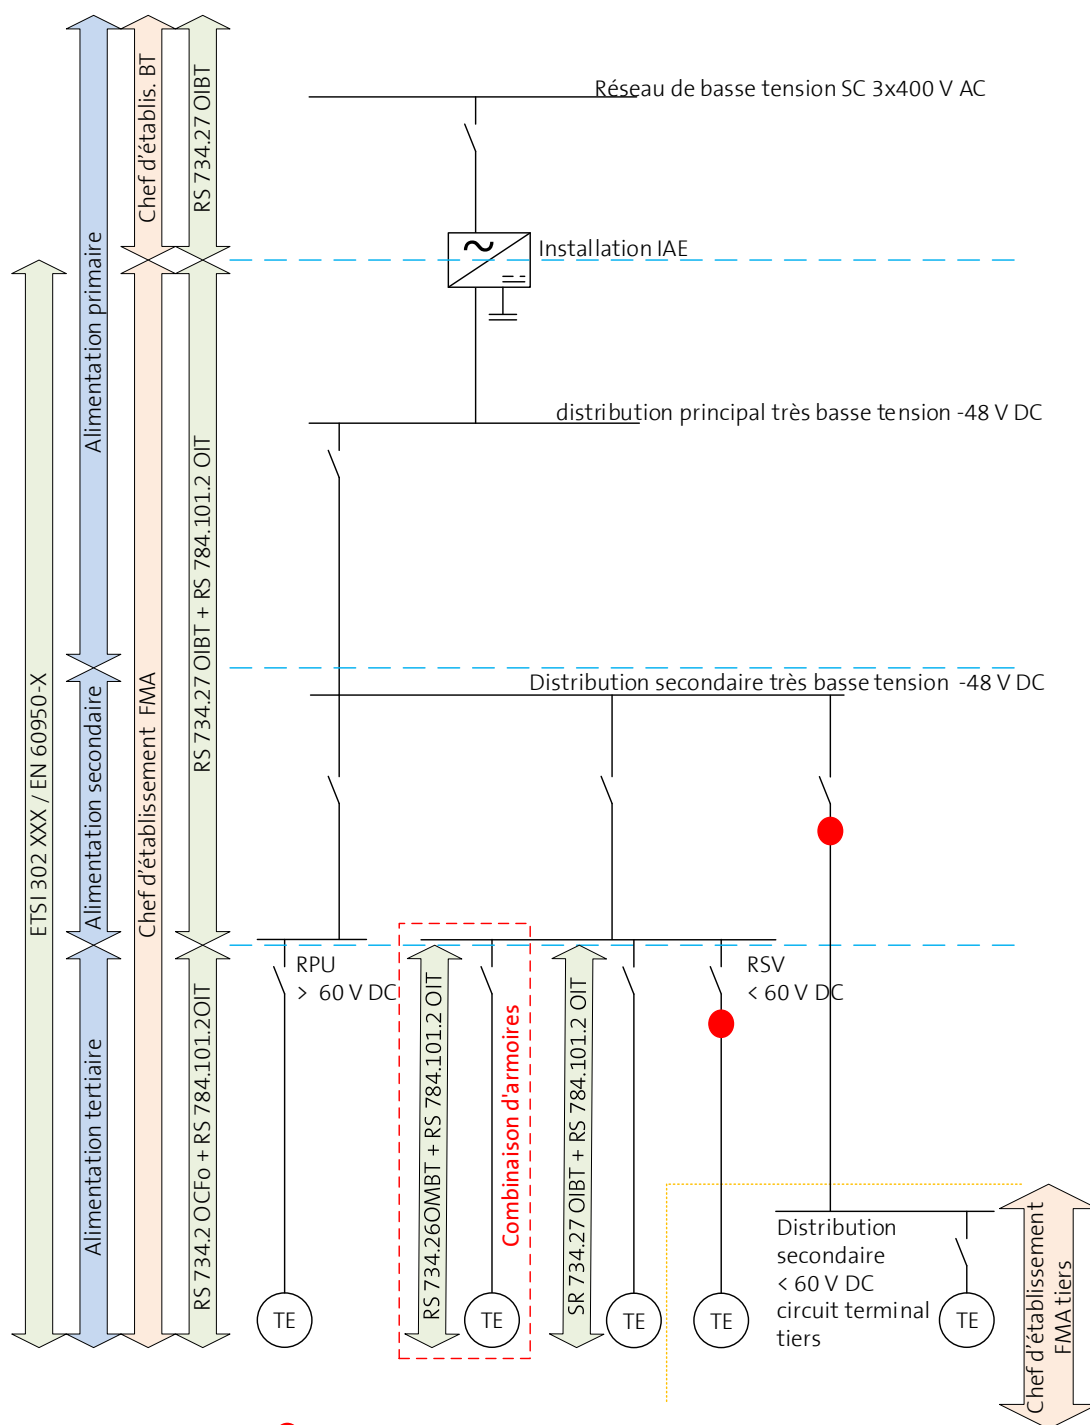 Réseau de basse tension SC 3x400 V AC
Installation IAE
distribution principal très basse tension -48 V DC
Distribution secondaire très basse tension -48 V DC
RPU
> 60 V DC
RSV
< 60 V DC
Distribution
secondaire
< 60 V DC
circuit terminal
tiers
TE
TE
TE
TE
TE
ETSI 302 XXX / EN 60950-X
Alimentation primaire
Alimentation secondaire
Alimentation tertiaire
Chef d'établis. BT
Chef d'établissement FMA
RS 734.27 OIBT
RS 734.27 OIBT + RS 784.101.2 OIT
RS 734.2 OCFo + RS 784.101.2OIT
RS 734.26OMBT + RS 784.101.2 OIT
Combinaison d'armoires
SR 734.27 OIBT + RS 784.101.2 OIT
Chef d'établissement
FMA tiers